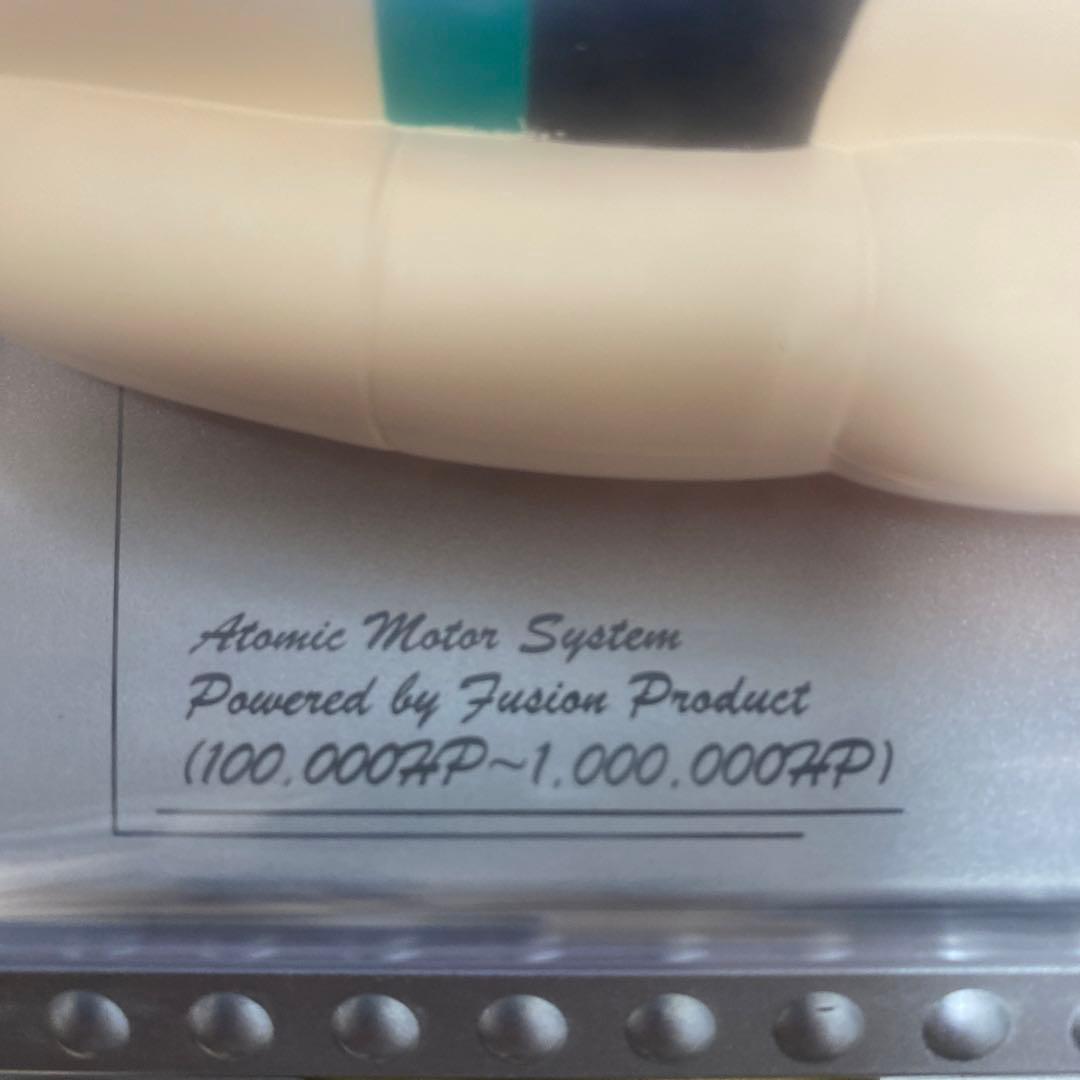 Atomic Motor System
Powered by Fusion Product
(100,000HP~1,000,000HP)